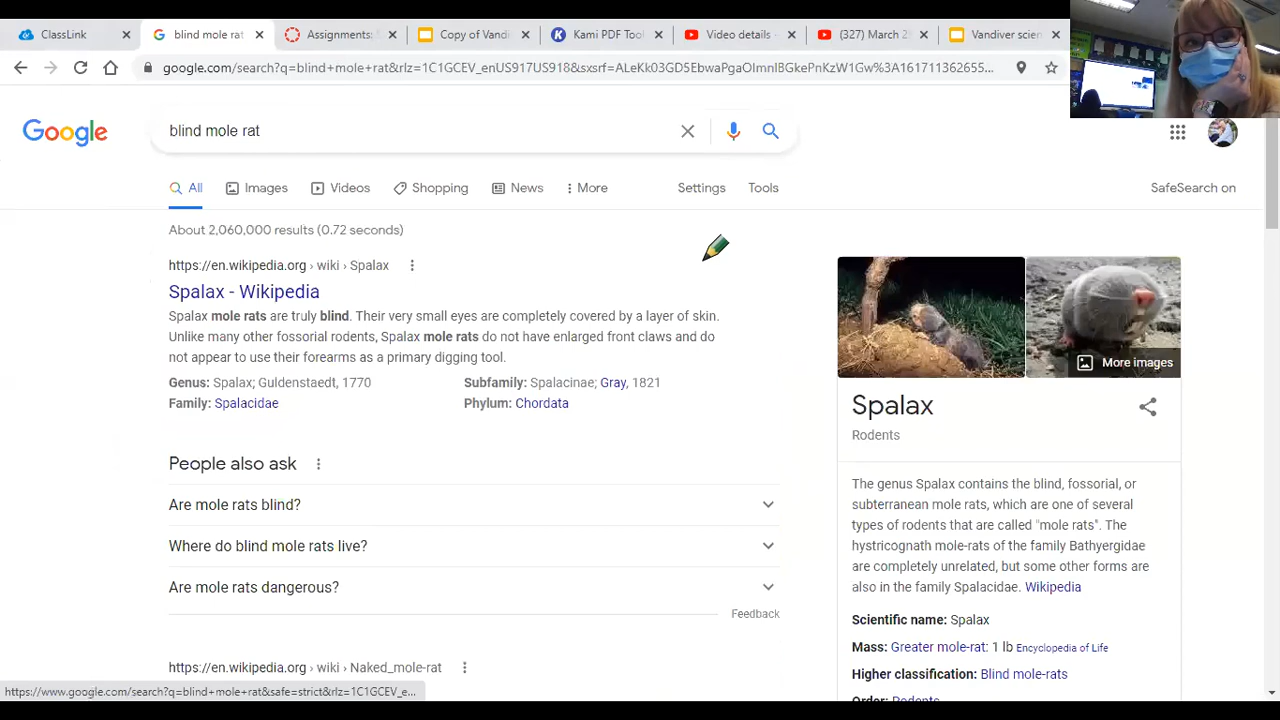 ClassLink
blind mole rat
Assignments:
Copy of Vandi
Kami PDF Tool
Video details -
(327) March 2
Vandiver scien
google.com/search?q=blind+mole+rat&rlz=1C1GCEV_enUS917US918&sxsrf=ALeKk03GD5EbwaPgaOImnIBGkePnKzW1Gw%3A161711362655...
Google
blind mole rat
All
Images
Videos
Shopping
News
More
Settings
Tools
SafeSearch on
About 2,060,000 results (0.72 seconds)
https://en.wikipedia.org › wiki › Spalax
Spalax - Wikipedia
Spalax mole rats are truly blind. Their very small eyes are completely covered by a layer of skin.
Unlike many other fossorial rodents, Spalax mole rats do not have enlarged front claws and do
not appear to use their forearms as a primary digging tool.
Genus: Spalax; Guldenstaedt, 1770
Subfamily: Spalacinae; Gray, 1821
Family: Spalacidae
Phylum: Chordata
People also ask
Are mole rats blind?
Where do blind mole rats live?
Are mole rats dangerous?
Feedback
https://en.wikipedia.org › wiki › Naked_mole-rat
https://www.google.com/search?q=blind+mole+rat&safe=strict&rlz=1C1GCEV_e...
More images
Spalax
Rodents
The genus Spalax contains the blind, fossorial, or
subterranean mole rats, which are one of several
types of rodents that are called "mole rats". The
hystricognath mole-rats of the family Bathyergidae
are completely unrelated, but some other forms are
also in the family Spalacidae. Wikipedia
Scientific name: Spalax
Mass: Greater mole-rat: 1 lb Encyclopedia of Life
Higher classification: Blind mole-rats
Order: Rodents